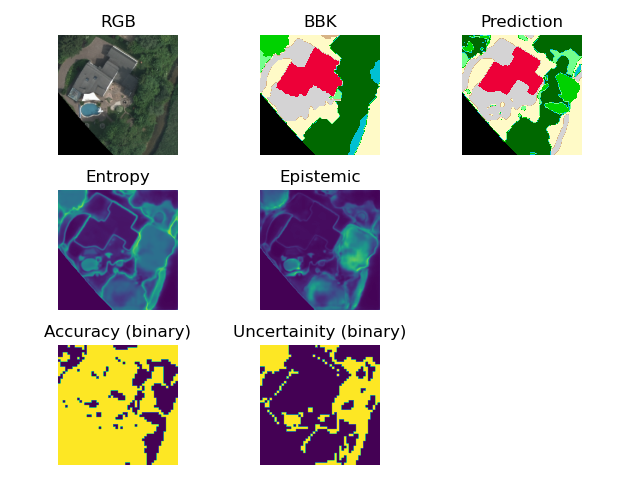 RGB
BBK
Prediction
Entropy
Epistemic
Accuracy (binary)
Uncertainity (binary)